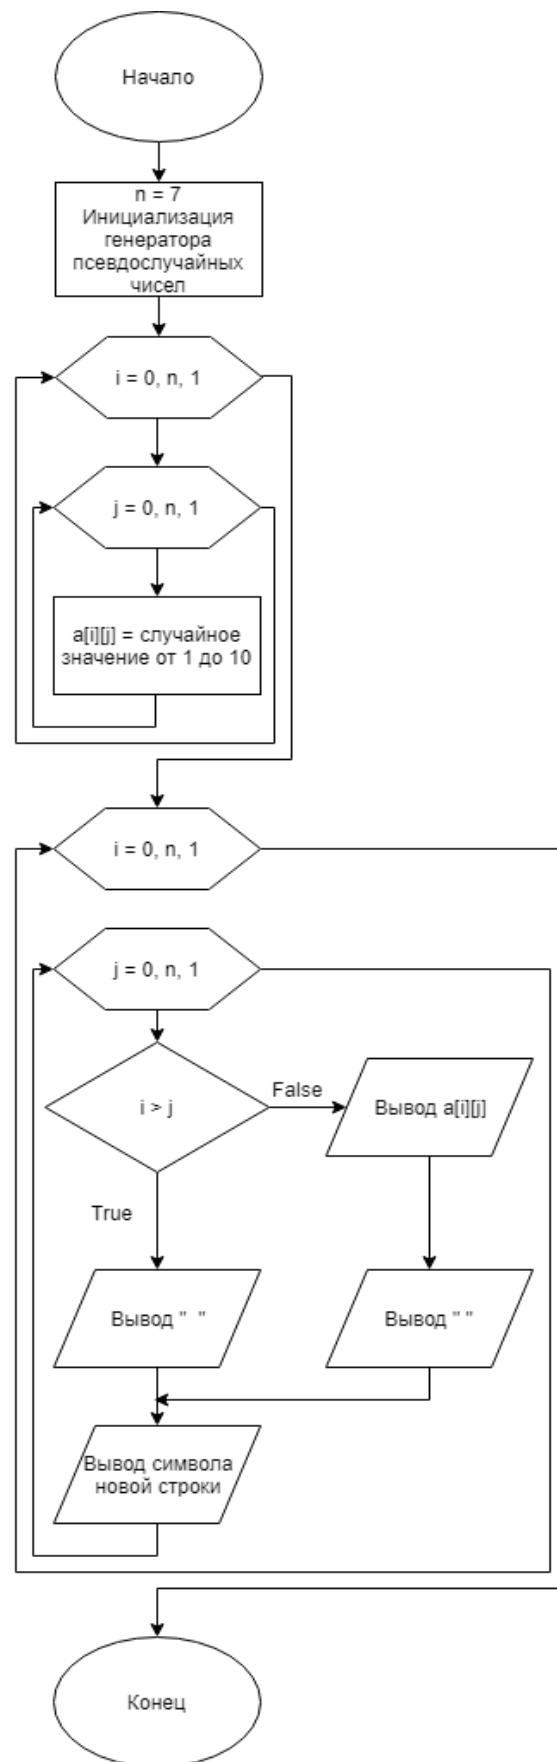 Начало
n = 7
Инициализация
генератора
псевдослучайных
чисел
i = 0, n, 1
j = 0, n, 1
a[i][j] = случайное
значение от 1 до 10
i = 0, n, 1
j = 0, n, 1
i > j
False
Вывод a[i][j]
True
Вывод "  "
Вывод " "
Вывод символа
новой строки
Конец